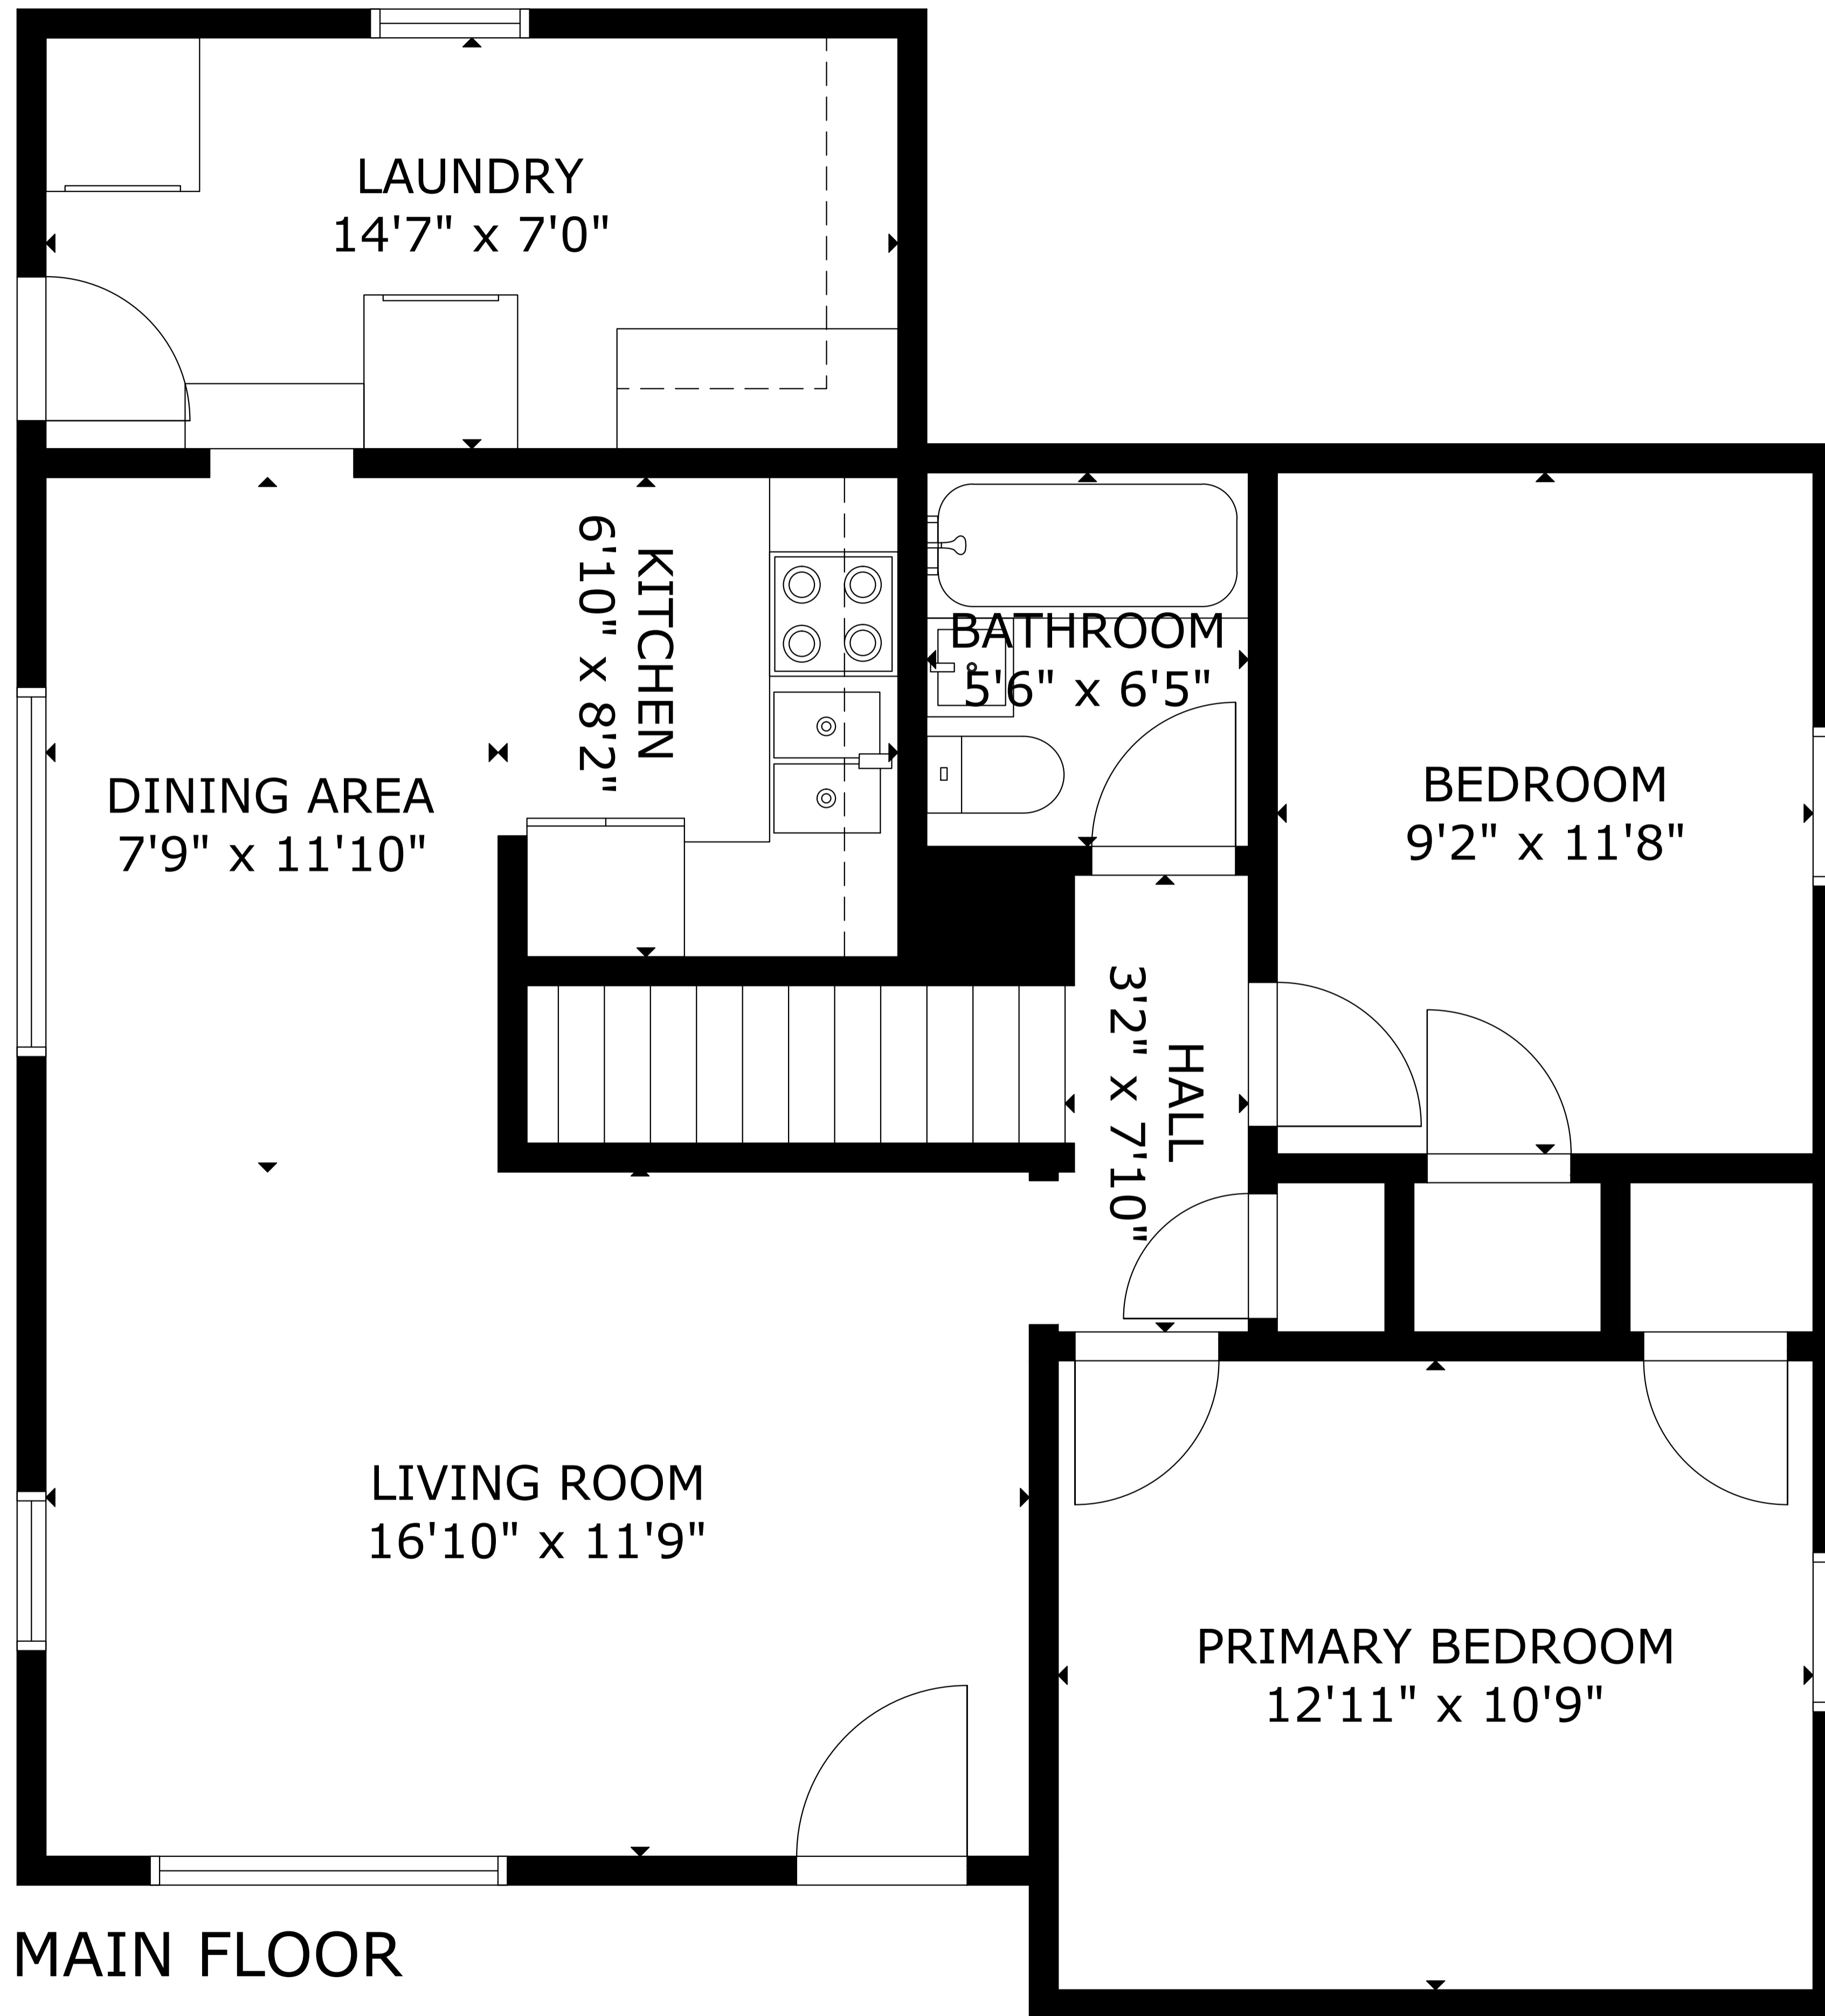 LAUNDRY
14'7" x 7'0"
KITCHEN
6'10" x 8'2"
BATHROOM
5'6" x 6'5"
DINING AREA
7'9" x 11'10"
BEDROOM
9'2" x 11'8"
HALL
3'2" x 7'10"
LIVING ROOM
16'10" x 11'9"
PRIMARY BEDROOM
12'11" x 10'9"
MAIN FLOOR